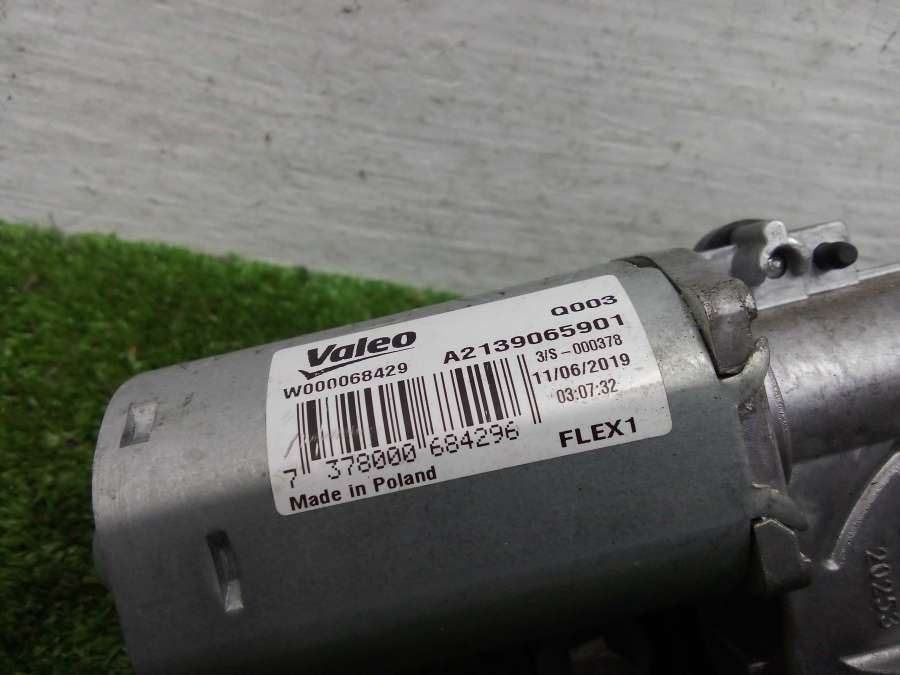 Q003
Valeo
A2139065901
W000068429
3/S-000378
11/06/2019
03:07:32
7 378000 684296
FLEX1
Made in Poland
20253